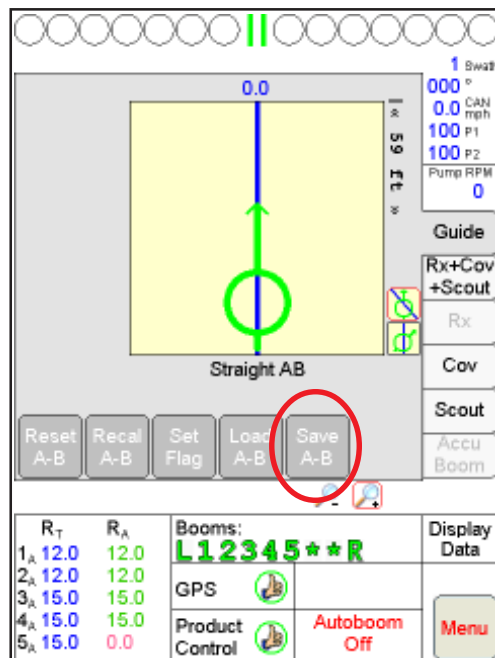 1 Swath
000 °
0.0
0.0 CAN mph
100 P1
100 P2
Pump RPM
0
« 59 ft »
Guide
Rx+Cov
+Scout
Rx
Cov
Scout
Accu
Boom
Straight AB
Reset A-B
Recal A-B
Set Flag
Load A-B
Save A-B
RT RA
1A 12.0 12.0
2A 12.0 12.0
3A 15.0 15.0
4A 15.0 15.0
5A 15.0 0.0
Booms:
L12345**R
GPS
Product
Control
Autoboom
Off
Display
Data
Menu